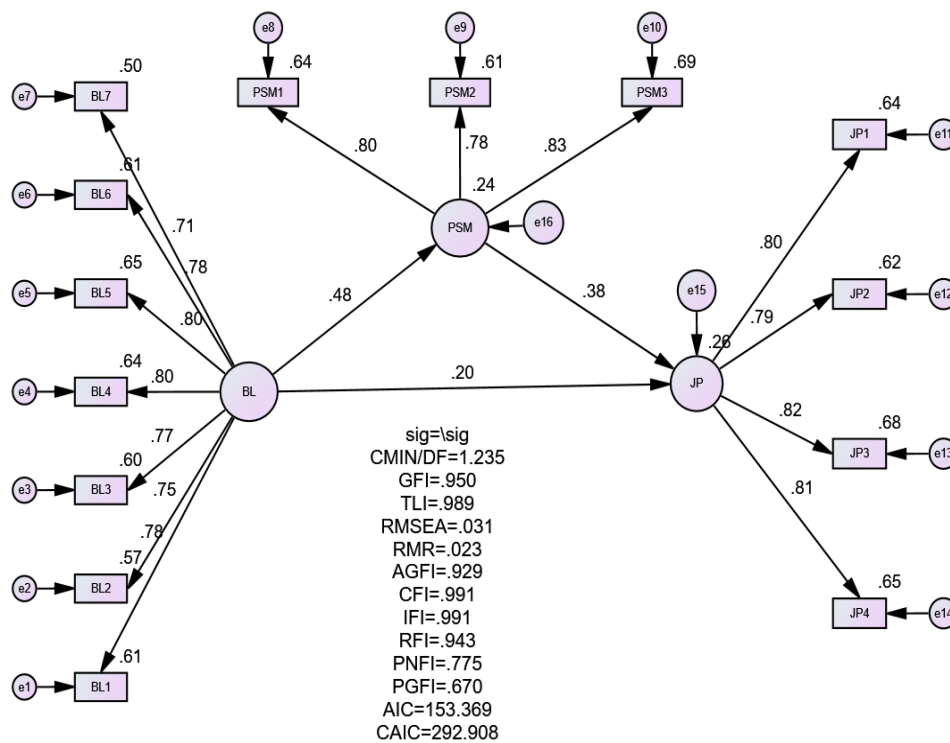 e8
e9
e10
.64
.61
.69
PSM1
PSM2
PSM3
.50
e7
BL7
.64
JP1
e11
.80
.78
.83
.61
e6
BL6
.24
PSM
e16
.71
.78
.80
.65
e5
BL5
.80
.48
.38
e15
.62
JP2
e12
.79
.64
e4
BL4
.80
BL
.20
.26
JP
.77
.60
e3
BL3
.75
.82
.68
JP3
e13
.78
.57
e2
BL2
.81
.65
JP4
e14
.61
e1
BL1
sig=\sig
CMIN/DF=1.235
GFI=.950
TLI=.989
RMSEA=.031
RMR=.023
AGFI=.929
CFI=.991
IFI=.991
RFI=.943
PNFI=.775
PGFI=.670
AIC=153.369
CAIC=292.908